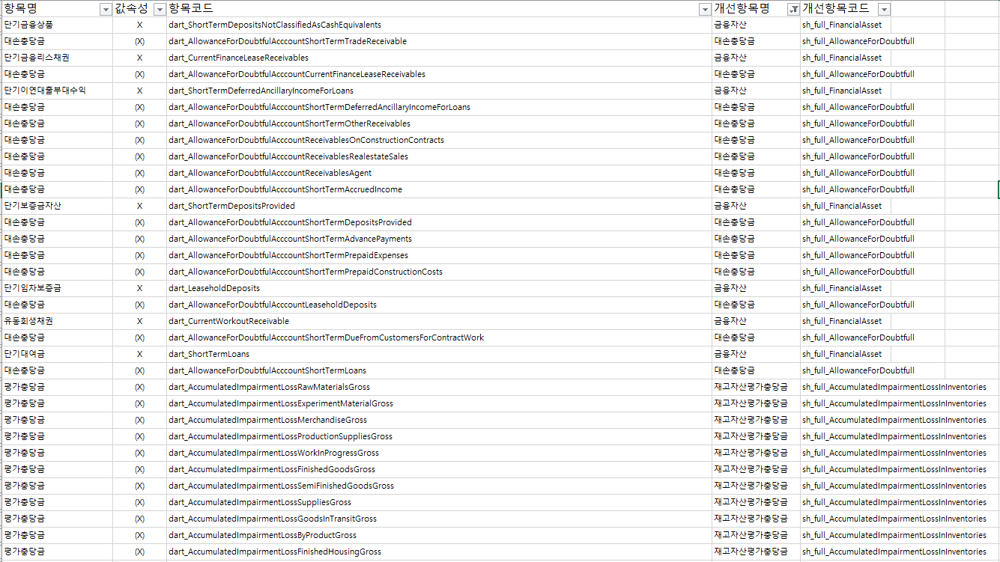 항목명 값속성 항목코드 개선항목명 개선항목코드
단기금융상품 X dart_ShortTermDepositsNotClassifiedAsCashEquivalents 금융자산 sh_full_FinancialAsset
대손충당금 (X) dart_AllowanceForDoubtfulAcccountShortTermTradeReceivable 대손충당금 sh_full_AllowanceForDoubtfull
단기금융리스채권 X dart_CurrentFinanceLeaseReceivables 금융자산 sh_full_FinancialAsset
대손충당금 (X) dart_AllowanceForDoubtfulAcccountCurrentFinanceLeaseReceivables 대손충당금 sh_full_AllowanceForDoubtfull
단기이연대출부대수익 X dart_ShortTermDeferredAncillaryIncomeForLoans 금융자산 sh_full_FinancialAsset
대손충당금 (X) dart_AllowanceForDoubtfulAcccountShortTermDeferredAncillaryIncomeForLoans 대손충당금 sh_full_AllowanceForDoubtfull
대손충당금 (X) dart_AllowanceForDoubtfulAcccountShortTermOtherReceivables 대손충당금 sh_full_AllowanceForDoubtfull
대손충당금 (X) dart_AllowanceForDoubtfulAcccountReceivablesOnConstructionContracts 대손충당금 sh_full_AllowanceForDoubtfull
대손충당금 (X) dart_AllowanceForDoubtfulAcccountReceivablesRealestateSales 대손충당금 sh_full_AllowanceForDoubtfull
대손충당금 (X) dart_AllowanceForDoubtfulAcccountReceivablesAgent 대손충당금 sh_full_AllowanceForDoubtfull
대손충당금 (X) dart_AllowanceForDoubtfulAcccountShortTermAccruedIncome 대손충당금 sh_full_AllowanceForDoubtfull
단기보증금자산 X dart_ShortTermDepositsProvided 금융자산 sh_full_FinancialAsset
대손충당금 (X) dart_AllowanceForDoubtfulAcccountShortTermDepositsProvided 대손충당금 sh_full_AllowanceForDoubtfull
대손충당금 (X) dart_AllowanceForDoubtfulAcccountShortTermAdvancePayments 대손충당금 sh_full_AllowanceForDoubtfull
대손충당금 (X) dart_AllowanceForDoubtfulAcccountShortTermPrepaidExpenses 대손충당금 sh_full_AllowanceForDoubtfull
대손충당금 (X) dart_AllowanceForDoubtfulAcccountShortTermPrepaidConstructionCosts 대손충당금 sh_full_AllowanceForDoubtfull
단기임차보증금 X dart_LeaseholdDeposits 금융자산 sh_full_FinancialAsset
대손충당금 (X) dart_AllowanceForDoubtfulAcccountLeaseholdDeposits 대손충당금 sh_full_AllowanceForDoubtfull
유동회생채권 X dart_CurrentWorkoutReceivable 금융자산 sh_full_FinancialAsset
대손충당금 (X) dart_AllowanceForDoubtfulAcccountShortTermDueFromCustomersForContractWork 대손충당금 sh_full_AllowanceForDoubtfull
단기대여금 X dart_ShortTermLoans 금융자산 sh_full_FinancialAsset
대손충당금 (X) dart_AllowanceForDoubtfulAcccountShortTermLoans 대손충당금 sh_full_AllowanceForDoubtfull
평가충당금 (X) dart_AccumulatedImpairmentLossRawMaterialsGross 재고자산평가충당금 sh_full_AccumulatedImpairmentLossInInventories
평가충당금 (X) dart_AccumulatedImpairmentLossExperimentMaterialGross 재고자산평가충당금 sh_full_AccumulatedImpairmentLossInInventories
평가충당금 (X) dart_AccumulatedImpairmentLossMerchandiseGross 재고자산평가충당금 sh_full_AccumulatedImpairmentLossInInventories
평가충당금 (X) dart_AccumulatedImpairmentLossProductionSuppliesGross 재고자산평가충당금 sh_full_AccumulatedImpairmentLossInInventories
평가충당금 (X) dart_AccumulatedImpairmentLossWorkInProgressGross 재고자산평가충당금 sh_full_AccumulatedImpairmentLossInInventories
평가충당금 (X) dart_AccumulatedImpairmentLossFinishedGoodsGross 재고자산평가충당금 sh_full_AccumulatedImpairmentLossInInventories
평가충당금 (X) dart_AccumulatedImpairmentLossSemiFinishedGoodsGross 재고자산평가충당금 sh_full_AccumulatedImpairmentLossInInventories
평가충당금 (X) dart_AccumulatedImpairmentLossSuppliesGross 재고자산평가충당금 sh_full_AccumulatedImpairmentLossInInventories
평가충당금 (X) dart_AccumulatedImpairmentLossGoodsInTransitGross 재고자산평가충당금 sh_full_AccumulatedImpairmentLossInInventories
평가충당금 (X) dart_AccumulatedImpairmentLossByProductGross 재고자산평가충당금 sh_full_AccumulatedImpairmentLossInInventories
평가충당금 (X) dart_AccumulatedImpairmentLossFinishedHousingGross 재고자산평가충당금 sh_full_AccumulatedImpairmentLossInInventories